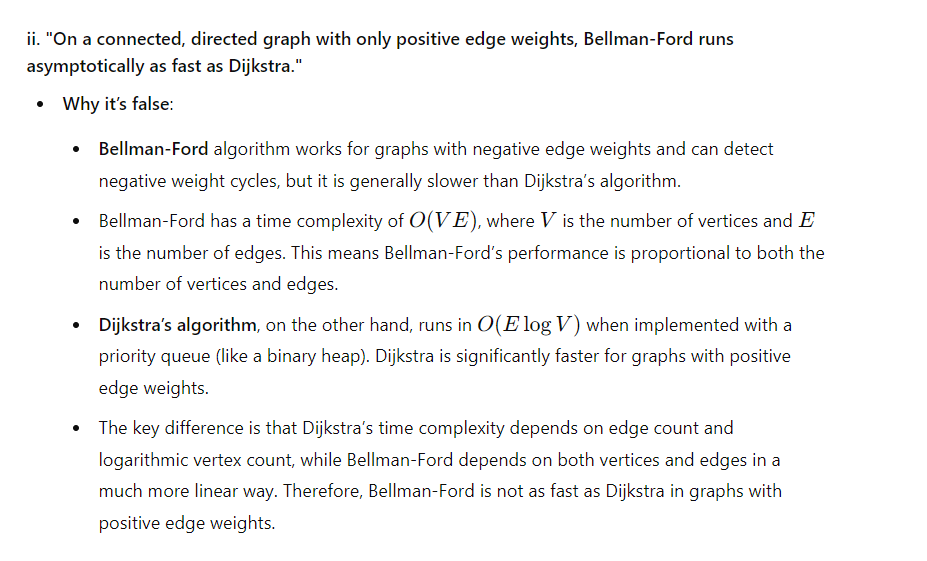 ii. "On a connected, directed graph with only positive edge weights, Bellman-Ford runs
asymptotically as fast as Dijkstra."
• Why it's false:
• Bellman-Ford algorithm works for graphs with negative edge weights and can detect
negative weight cycles, but it is generally slower than Dijkstra's algorithm.
• Bellman-Ford has a time complexity of O(VE), where V is the number of vertices and E
is the number of edges. This means Bellman-Ford's performance is proportional to both the
number of vertices and edges.
• Dijkstra's algorithm, on the other hand, runs in O(E log V) when implemented with a
priority queue (like a binary heap). Dijkstra is significantly faster for graphs with positive
edge weights.
• The key difference is that Dijkstra's time complexity depends on edge count and
logarithmic vertex count, while Bellman-Ford depends on both vertices and edges in a
much more linear way. Therefore, Bellman-Ford is not as fast as Dijkstra in graphs with
positive edge weights.